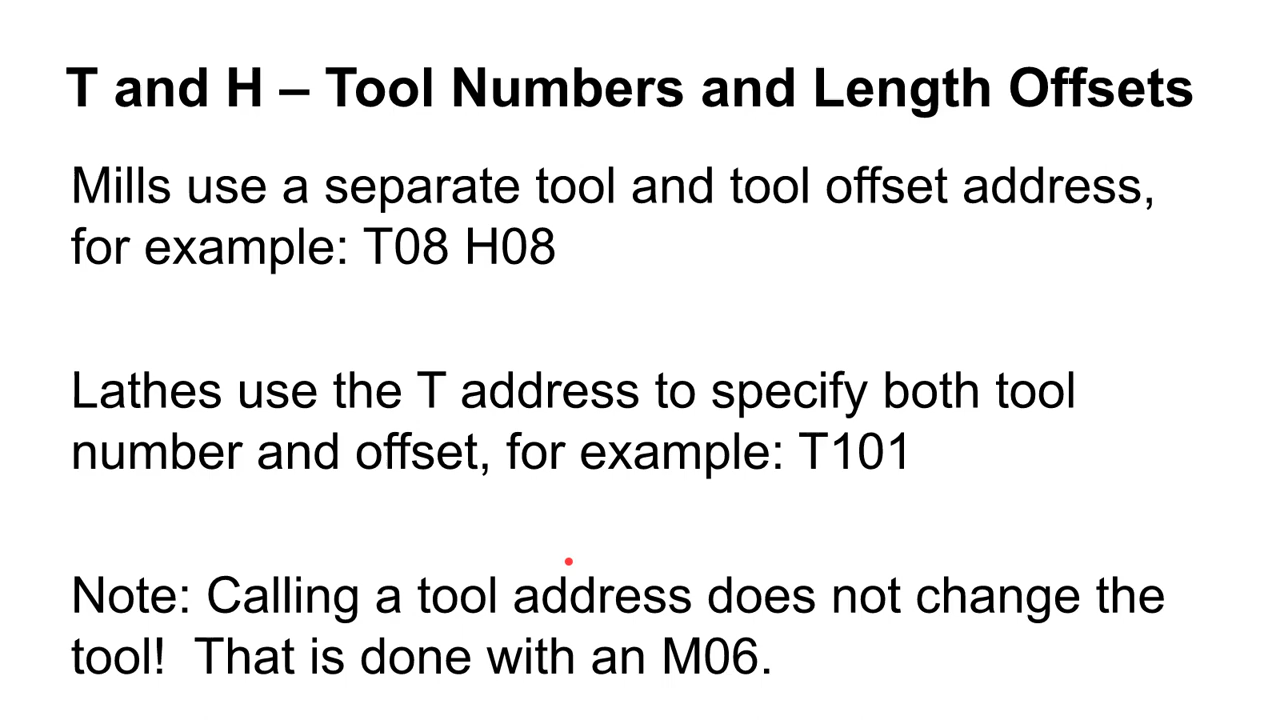 T and H – Tool Numbers and Length Offsets
Mills use a separate tool and tool offset address,
for example: T08 H08
Lathes use the T address to specify both tool
number and offset, for example: T101
Note: Calling a tool address does not change the
tool!  That is done with an M06.